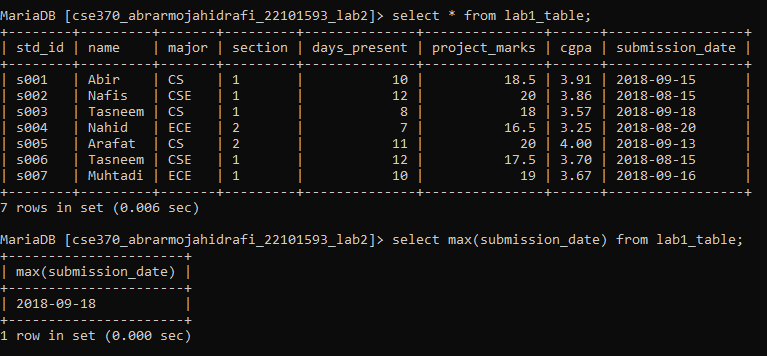 MariaDB [cse370_abrarmojahidrafi_22101593_lab2]> select * from lab1_table;
+--------+---------+-------+---------+--------------+---------------+------+-----------------+
| std_id | name    | major | section | days_present | project_marks | cgpa | submission_date |
+--------+---------+-------+---------+--------------+---------------+------+-----------------+
| s001   | Abir    | CS    | 1       |           10 |          18.5 | 3.91 | 2018-09-15      |
| s002   | Nafis   | CSE   | 1       |           12 |            20 | 3.86 | 2018-08-15      |
| s003   | Tasneem | CS    | 1       |            8 |            18 | 3.57 | 2018-09-18      |
| s004   | Nahid   | ECE   | 2       |            7 |          16.5 | 3.25 | 2018-08-20      |
| s005   | Arafat  | CS    | 2       |           11 |            20 | 4.00 | 2018-09-13      |
| s006   | Tasneem | CSE   | 1       |           12 |          17.5 | 3.70 | 2018-08-15      |
| s007   | Muhtadi | ECE   | 1       |           10 |            19 | 3.67 | 2018-09-16      |
+--------+---------+-------+---------+--------------+---------------+------+-----------------+
7 rows in set (0.006 sec)
MariaDB [cse370_abrarmojahidrafi_22101593_lab2]> select max(submission_date) from lab1_table;
+----------------------+
| max(submission_date) |
+----------------------+
| 2018-09-18           |
+----------------------+
1 row in set (0.000 sec)